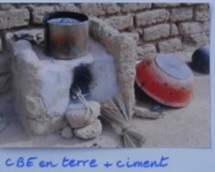 CBE en terre + ciment